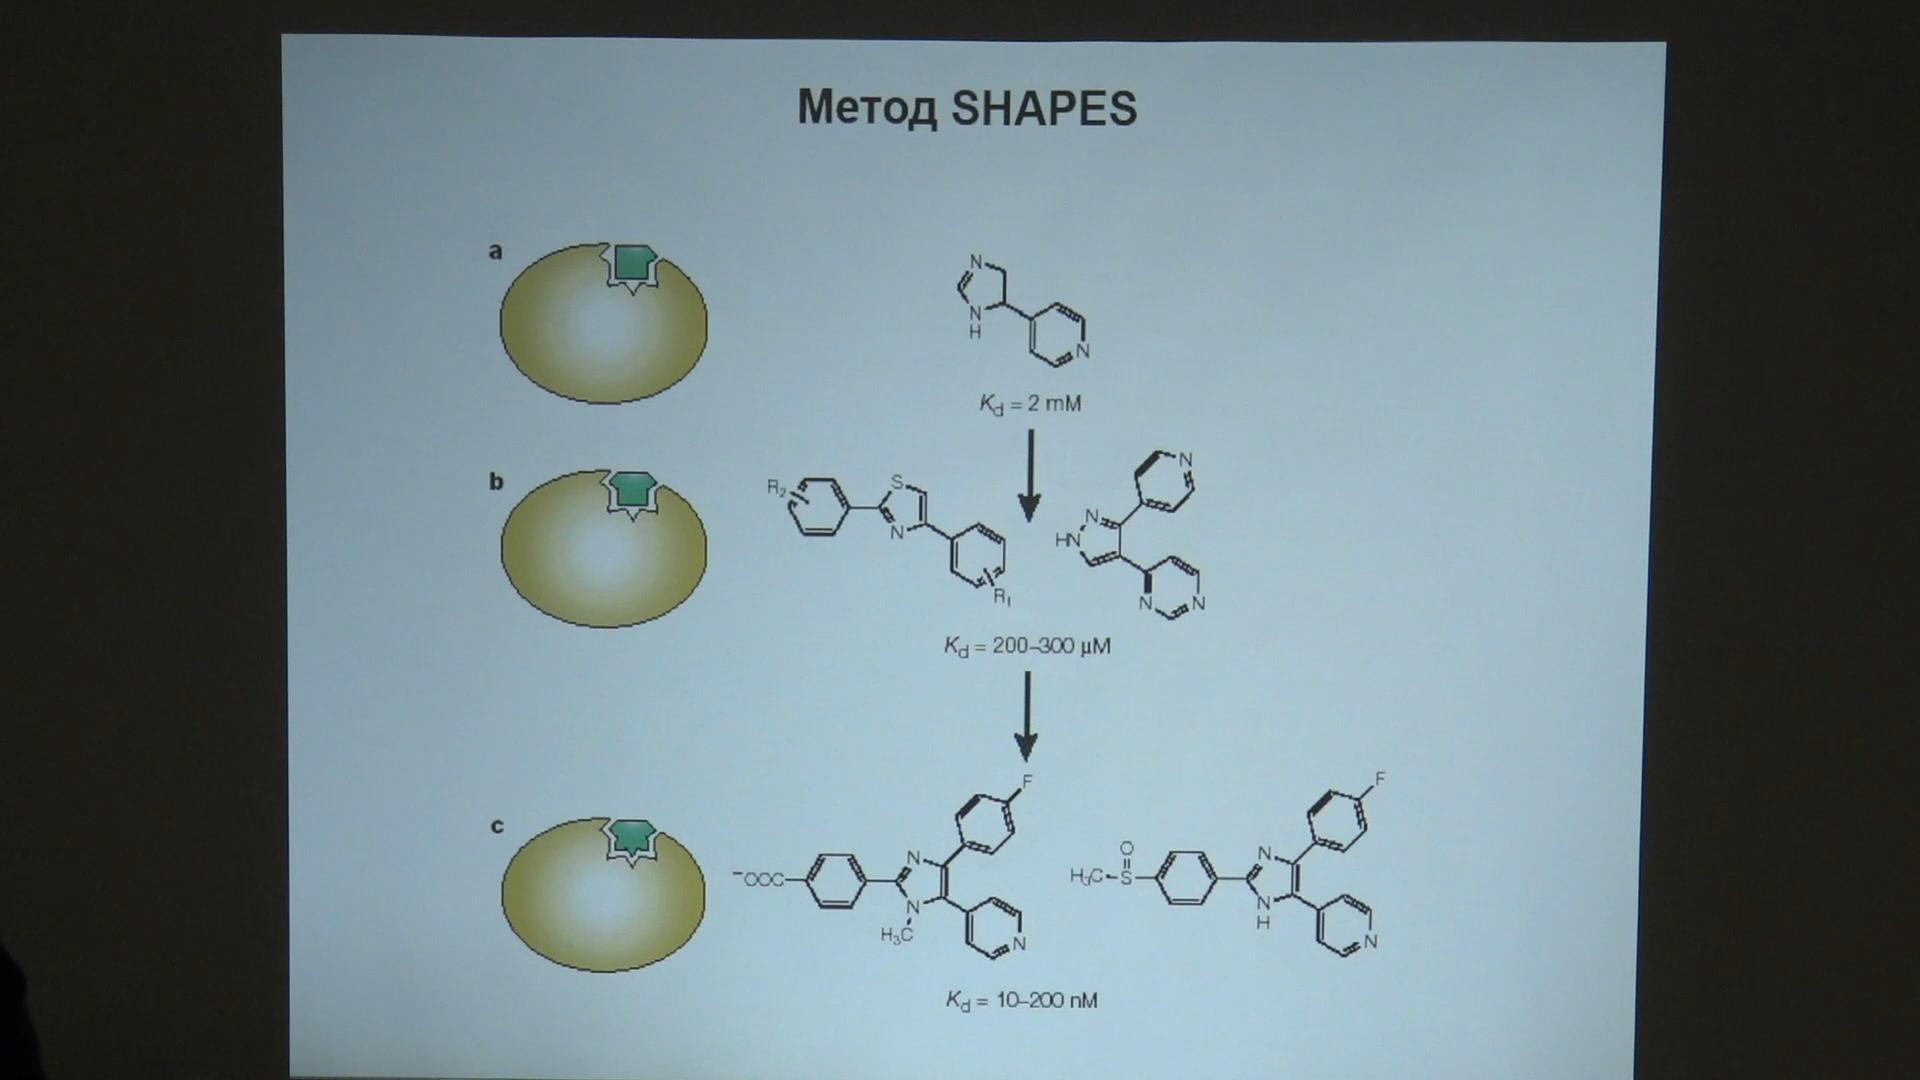 Метод SHAPES
a
N
N
H
N
Kd = 2 mM
b
R2
S
N
R1
N
N
HN
N
N
Kd = 200–300 µM
c
F
N
⁻OOC
N
H3C
N
F
O
H3C
S
N
N
H
N
Kd = 10–200 nM